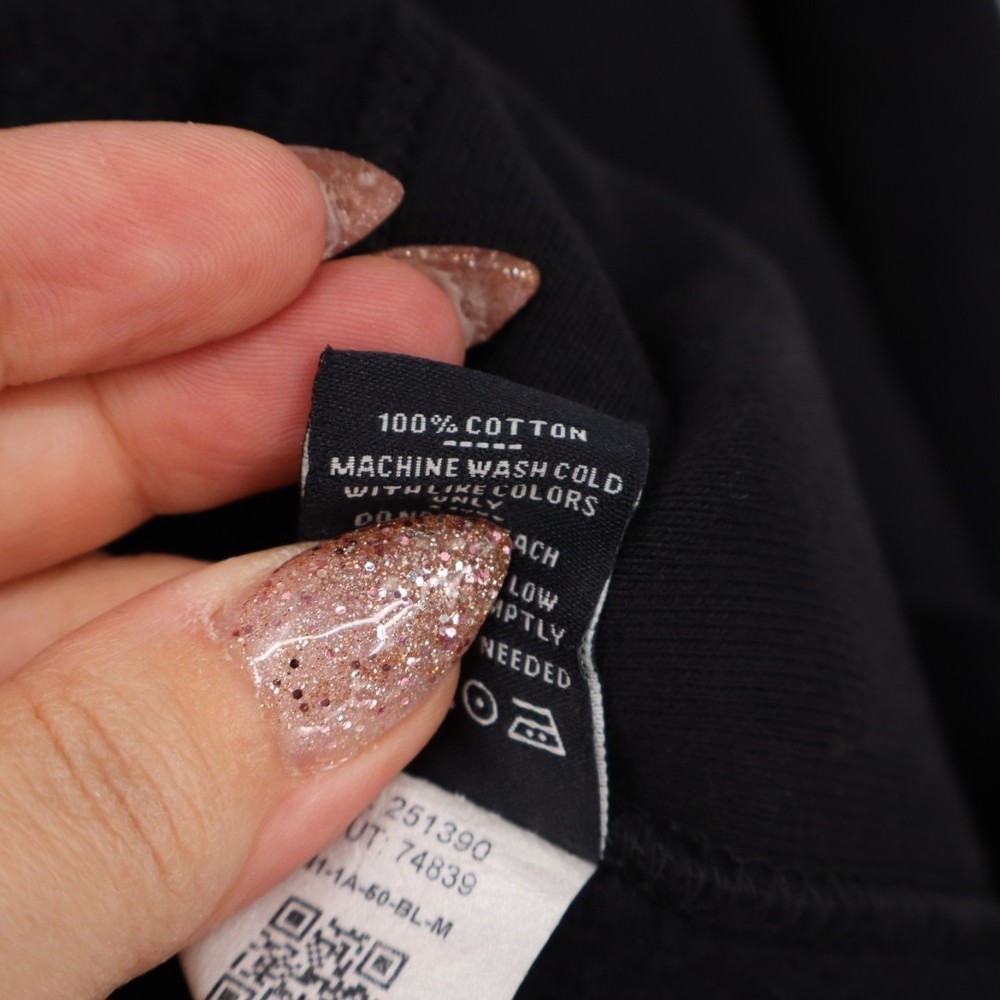 100% COTTON
-----
MACHINE WASH COLD
WITH LIKE COLORS
ONLY
ACH
LOW
MPTLY
NEEDED
251390
UT: 74839
1-1A-60-BL-M